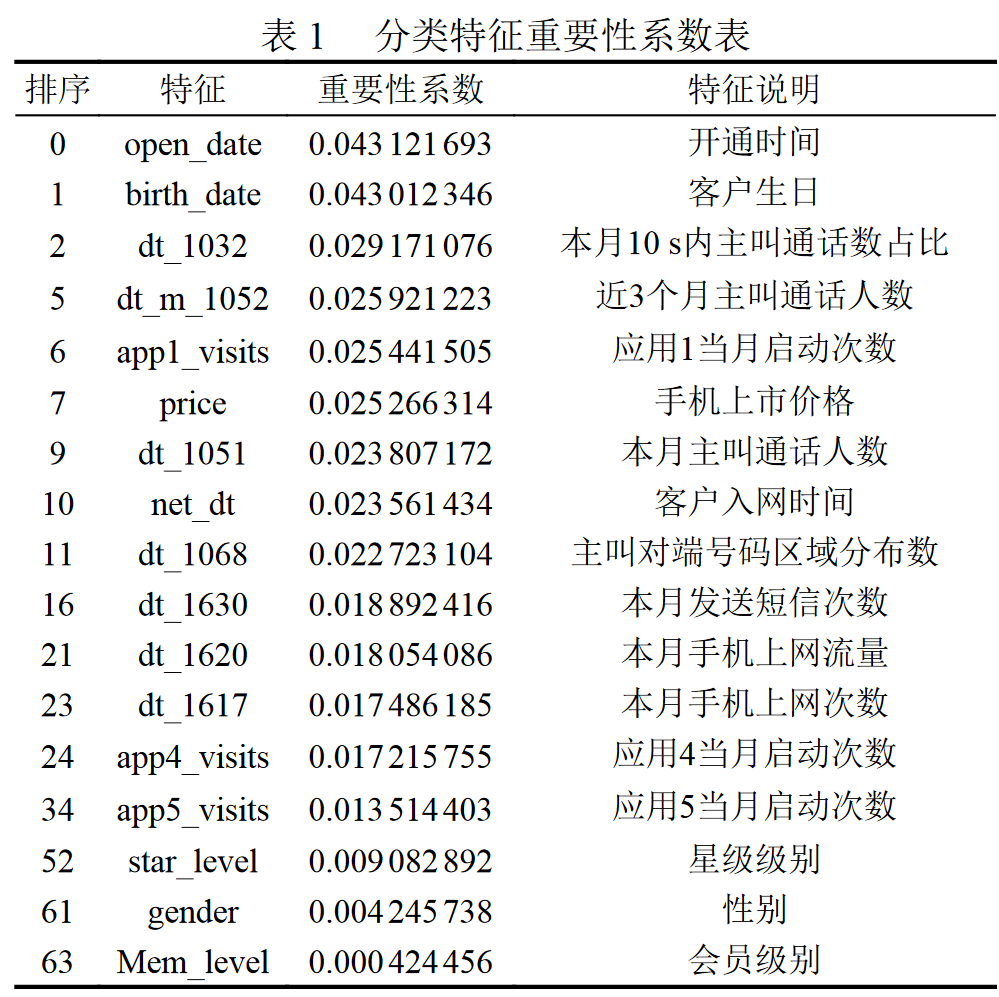 表 1 分类特征重要性系数表
排序 特征 重要性系数 特征说明
0 open_date 0.043 121 693 开通时间
1 birth_date 0.043 012 346 客户生日
2 dt_1032 0.029 171 076 本月10 s内主叫通话数占比
5 dt_m_1052 0.025 921 223 近3个月主叫通话人数
6 app1_visits 0.025 441 505 应用1当月启动次数
7 price 0.025 266 314 手机上市价格
9 dt_1051 0.023 807 172 本月主叫通话人数
10 net_dt 0.023 561 434 客户入网时间
11 dt_1068 0.022 723 104 主叫对端号码区域分布数
16 dt_1630 0.018 892 416 本月发送短信次数
21 dt_1620 0.018 054 086 本月手机上网流量
23 dt_1617 0.017 486 185 本月手机上网次数
24 app4_visits 0.017 215 755 应用4当月启动次数
34 app5_visits 0.013 514 403 应用5当月启动次数
52 star_level 0.009 082 892 星级级别
61 gender 0.004 245 738 性别
63 Mem_level 0.000 424 456 会员级别